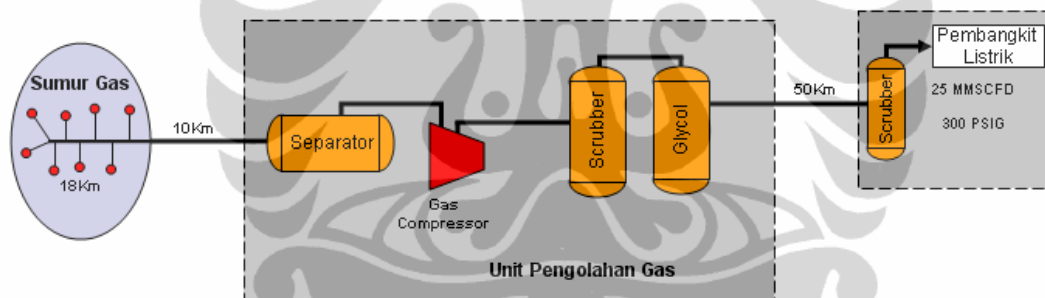 Sumur Gas
18Km
10Km
Separator
Gas
Compressor
Scrubber
Glycol
Unit Pengolahan Gas
50Km
Scrubber
Pembangkit
Listrik
25 MMSCFD
300 PSIG